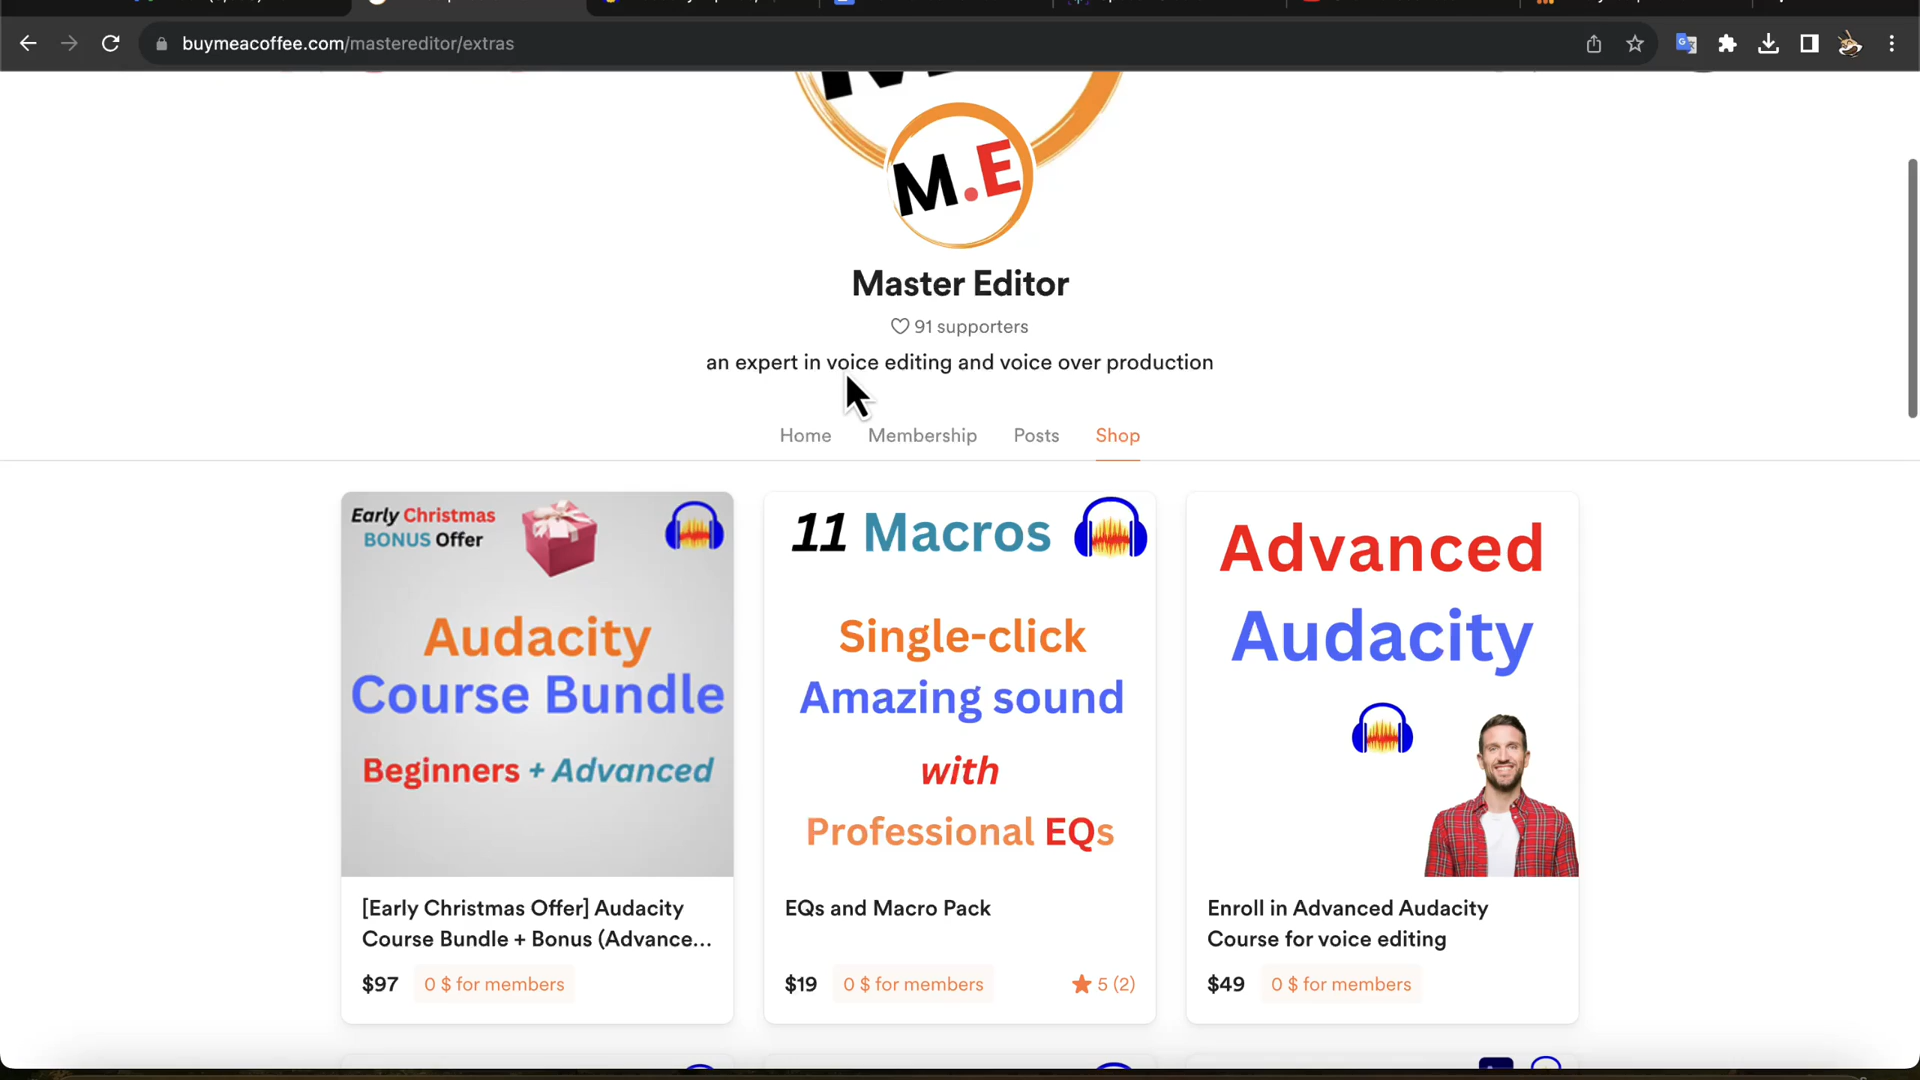 buymeacoffee.com/mastereditor/extras
M.E
Master Editor
91 supporters
an expert in voice editing and voice over production
Home Membership Posts Shop
Early Christmas
BONUS Offer
Audacity
Course Bundle
Beginners + Advanced
[Early Christmas Offer] Audacity
Course Bundle + Bonus (Advance...
$97 0 $ for members
11 Macros
Single-click
Amazing sound
with
Professional EQs
EQs and Macro Pack
$19 0 $ for members 5 (2)
Advanced
Audacity
Enroll in Advanced Audacity
Course for voice editing
$49 0 $ for members